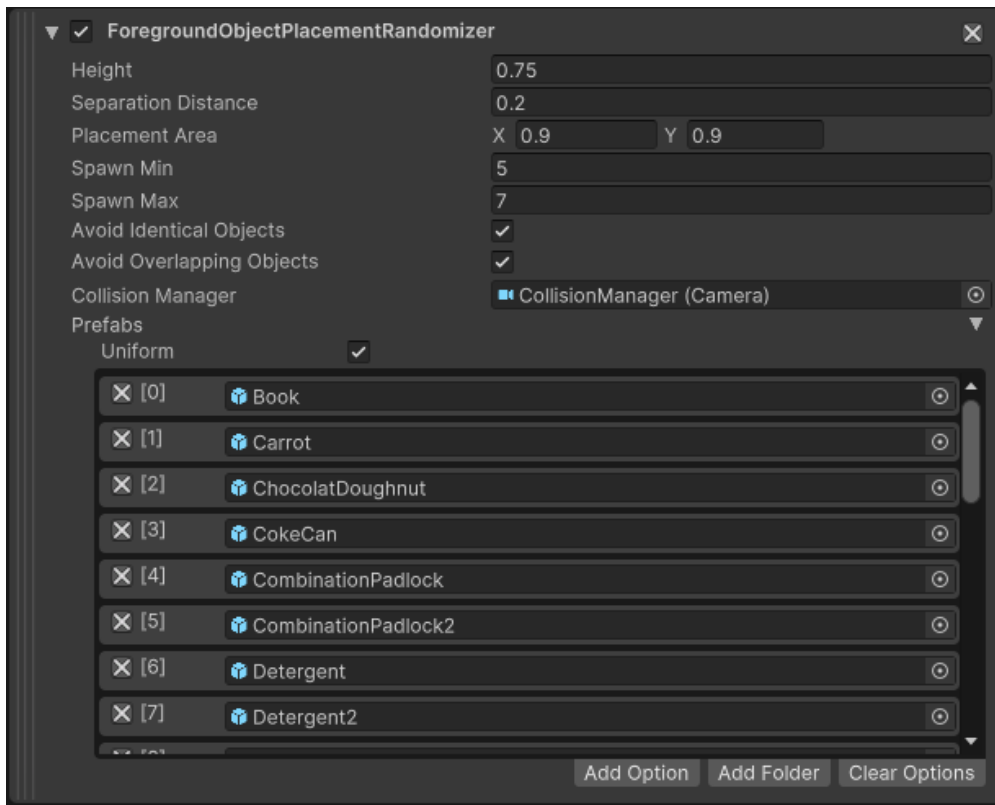 ForegroundObjectPlacementRandomizer
Height 0.75
Separation Distance 0.2
Placement Area X 0.9 Y 0.9
Spawn Min 5
Spawn Max 7
Avoid Identical Objects
Avoid Overlapping Objects
Collision Manager CollisionManager (Camera)
Prefabs
Uniform
[0] Book
[1] Carrot
[2] ChocolatDoughnut
[3] CokeCan
[4] CombinationPadlock
[5] CombinationPadlock2
[6] Detergent
[7] Detergent2
Add Option Add Folder Clear Options